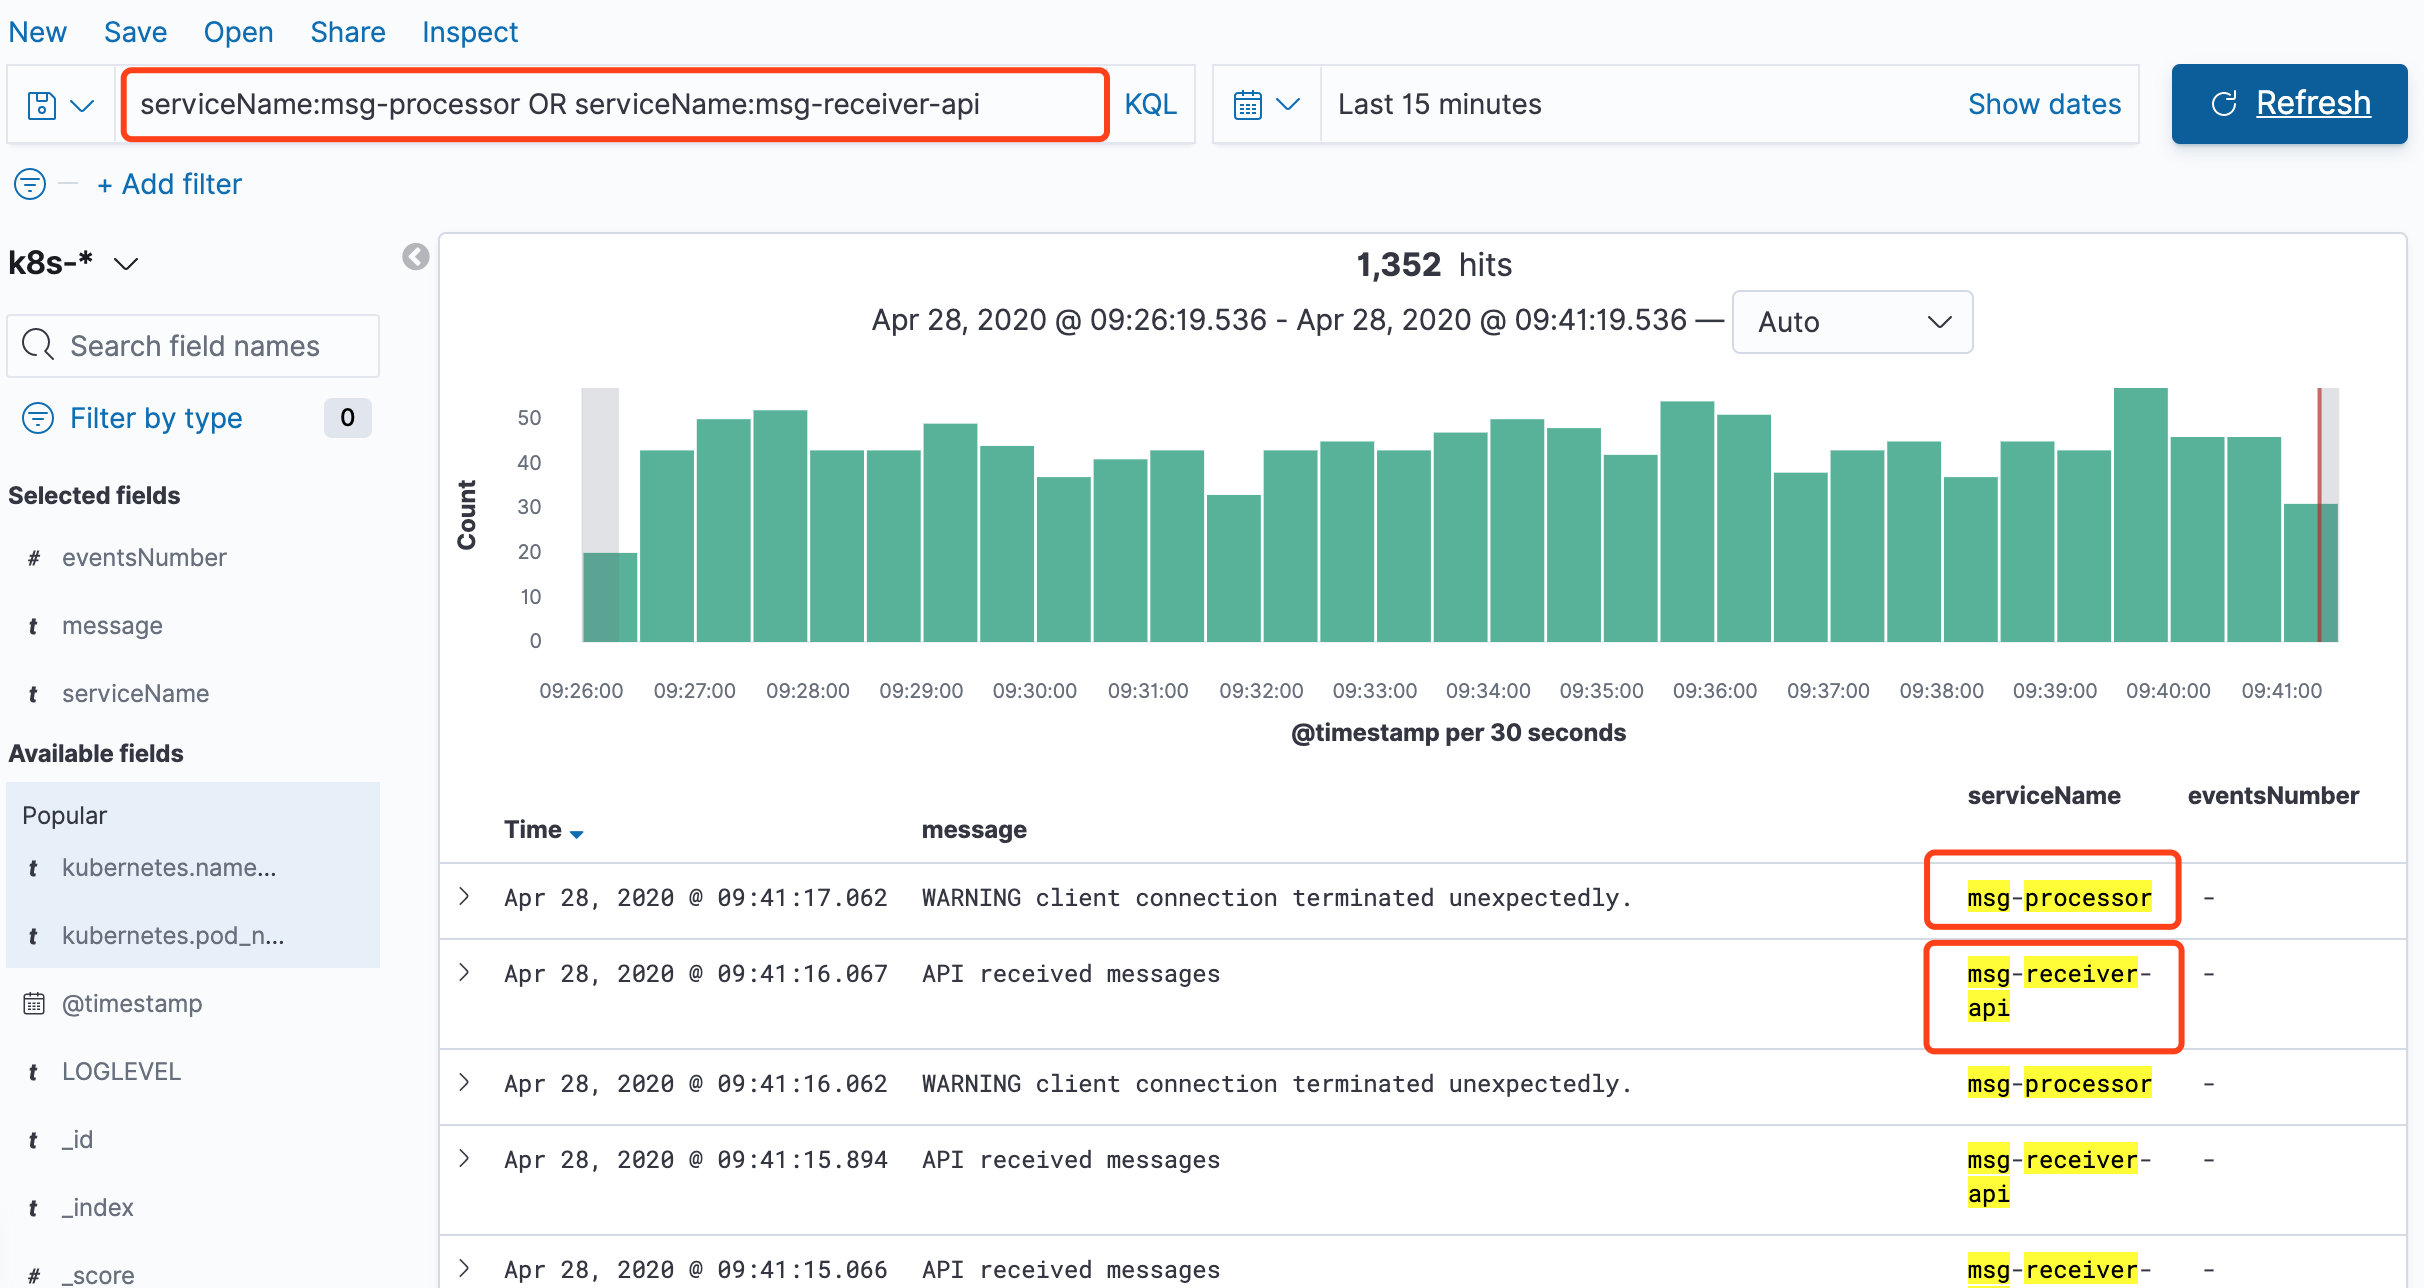 New Save Open Share Inspect
serviceName:msg-processor OR serviceName:msg-receiver-api KQL Last 15 minutes Show dates Refresh
+ Add filter
k8s-*
Search field names
Filter by type 0
Selected fields
# eventsNumber
t message
t serviceName
Available fields
Popular
t kubernetes.name...
t kubernetes.pod_n...
@timestamp
t LOGLEVEL
t _id
t _index
# _score
1,352 hits
Apr 28, 2020 @ 09:26:19.536 - Apr 28, 2020 @ 09:41:19.536 — Auto
Count
50
40
30
20
10
0
09:26:00 09:27:00 09:28:00 09:29:00 09:30:00 09:31:00 09:32:00 09:33:00 09:34:00 09:35:00 09:36:00 09:37:00 09:38:00 09:39:00 09:40:00 09:41:00
@timestamp per 30 seconds
Time message serviceName eventsNumber
Apr 28, 2020 @ 09:41:17.062 WARNING client connection terminated unexpectedly. msg-processor -
Apr 28, 2020 @ 09:41:16.067 API received messages msg-receiver- -
api
Apr 28, 2020 @ 09:41:16.062 WARNING client connection terminated unexpectedly. msg-processor -
Apr 28, 2020 @ 09:41:15.894 API received messages msg-receiver- -
api
Apr 28, 2020 @ 09:41:15.066 API received messages msg-receiver- -